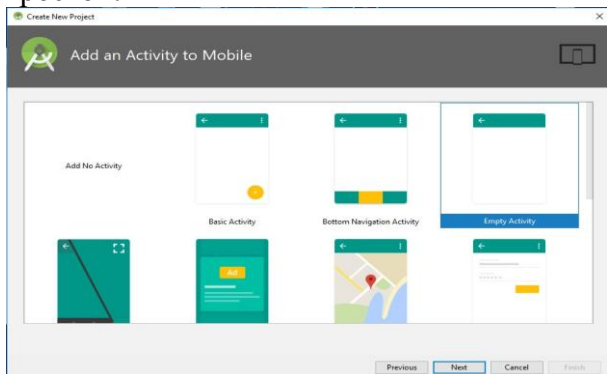 Create New Project
Add an Activity to Mobile
Add No Activity
Basic Activity
Bottom Navigation Activity
Empty Activity
Ad
Previous
Next
Cancel
Finish